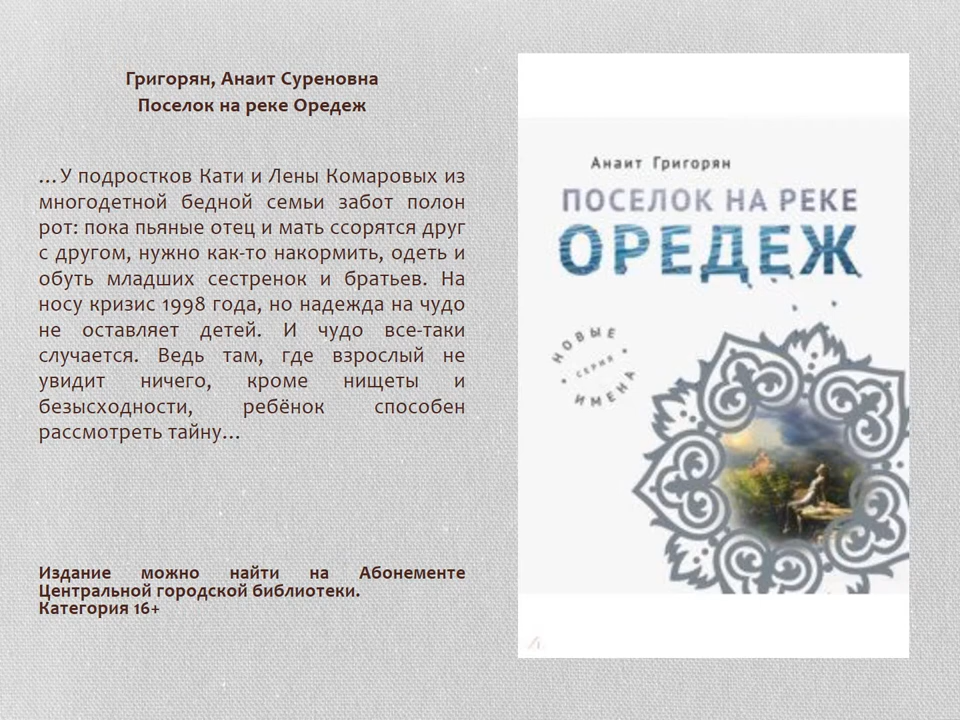 Григорян, Анаит Суреновна
Поселок на реке Оредеж
…У подростков Кати и Лены Комаровых из
многодетной бедной семьи забот полон
рот: пока пьяные отец и мать ссорятся друг
с другом, нужно как-то накормить, одеть и
обуть младших сестренок и братьев. На
носу кризис 1998 года, но надежда на чудо
не оставляет детей. И чудо все-таки
случается. Ведь там, где взрослый не
увидит ничего, кроме нищеты и
безысходности, ребёнок способен
рассмотреть тайну…
Издание можно найти на Абонементе
Центральной городской библиотеки.
Категория 16+
Анаит Григорян
ПОСЕЛОК НА РЕКЕ
ОРЕДЕЖ
НОВЫЕ
СЕРИЯ
ИМЕНА